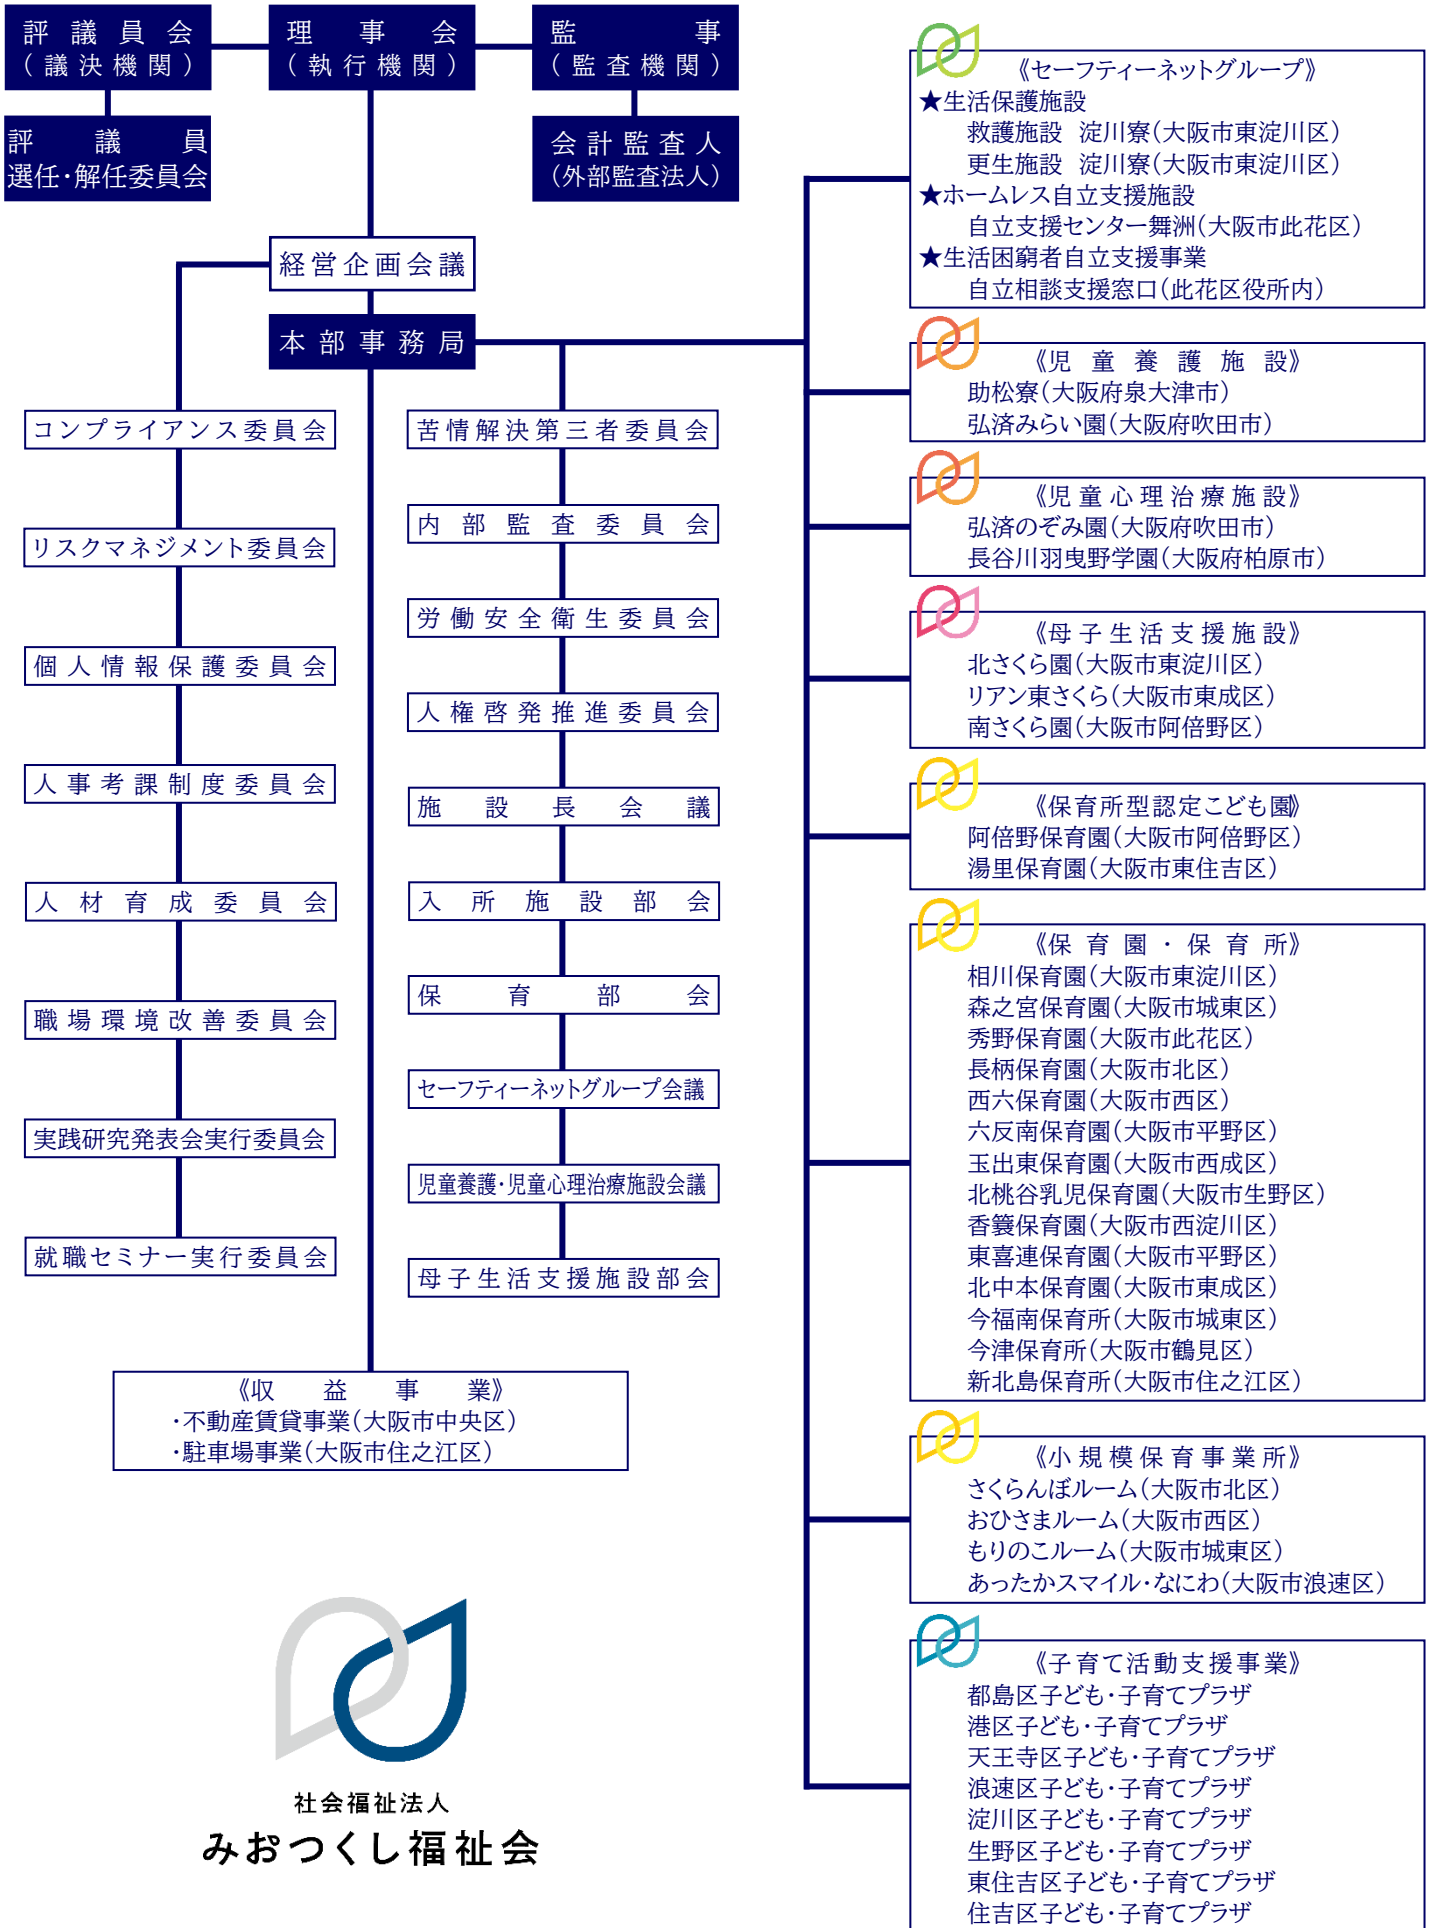 評議員会
(議決機関)
理事会
(執行機関)
監事
(監査機関)
評議員
選任・解任委員会
会計監査人
(外部監査法人)
経営企画会議
本部事務局
コンプライアンス委員会
リスクマネジメント委員会
個人情報保護委員会
人事考課制度委員会
人材育成委員会
職場環境改善委員会
実践研究発表会実行委員会
就職セミナー実行委員会
苦情解決第三者委員会
内部監査委員会
労働安全衛生委員会
人権啓発推進委員会
施設長会議
入所施設部会
保育部会
セーフティーネットグループ会議
児童養護・児童心理治療施設会議
母子生活支援施設部会
《収益事業》
・不動産賃貸事業(大阪市中央区)
・駐車場事業(大阪市住之江区)
《セーフティーネットグループ》
★生活保護施設
救護施設 淀川寮(大阪市東淀川区)
更生施設 淀川寮(大阪市東淀川区)
★ホームレス自立支援施設
自立支援センター舞洲(大阪市此花区)
★生活困窮者自立支援事業
自立相談支援窓口(此花区役所内)
《児童養護施設》
助松寮(大阪府泉大津市)
弘済みらい園(大阪府吹田市)
《児童心理治療施設》
弘済のぞみ園(大阪府吹田市)
長谷川羽曳野学園(大阪府柏原市)
《母子生活支援施設》
北さくら園(大阪市東淀川区)
リアン東さくら(大阪市東成区)
南さくら園(大阪市阿倍野区)
《保育所型認定こども園》
阿倍野保育園(大阪市阿倍野区)
湯里保育園(大阪市東住吉区)
《保育園・保育所》
相川保育園(大阪市東淀川区)
森之宮保育園(大阪市城東区)
秀野保育園(大阪市此花区)
長柄保育園(大阪市北区)
西六保育園(大阪市西区)
六反南保育園(大阪市平野区)
玉出東保育園(大阪市西成区)
北桃谷乳児保育園(大阪市生野区)
香簑保育園(大阪市西淀川区)
東喜連保育園(大阪市平野区)
北中本保育園(大阪市東成区)
今福南保育所(大阪市城東区)
今津保育所(大阪市鶴見区)
新北島保育所(大阪市住之江区)
《小規模保育事業所》
さくらんぼルーム(大阪市北区)
おひさまルーム(大阪市西区)
もりのこルーム(大阪市城東区)
あったかスマイル・なにわ(大阪市浪速区)
《子育て活動支援事業》
都島区子ども・子育てプラザ
港区子ども・子育てプラザ
天王寺区子ども・子育てプラザ
浪速区子ども・子育てプラザ
淀川区子ども・子育てプラザ
生野区子ども・子育てプラザ
東住吉区子ども・子育てプラザ
住吉区子ども・子育てプラザ
社会福祉法人
みおつくし福祉会